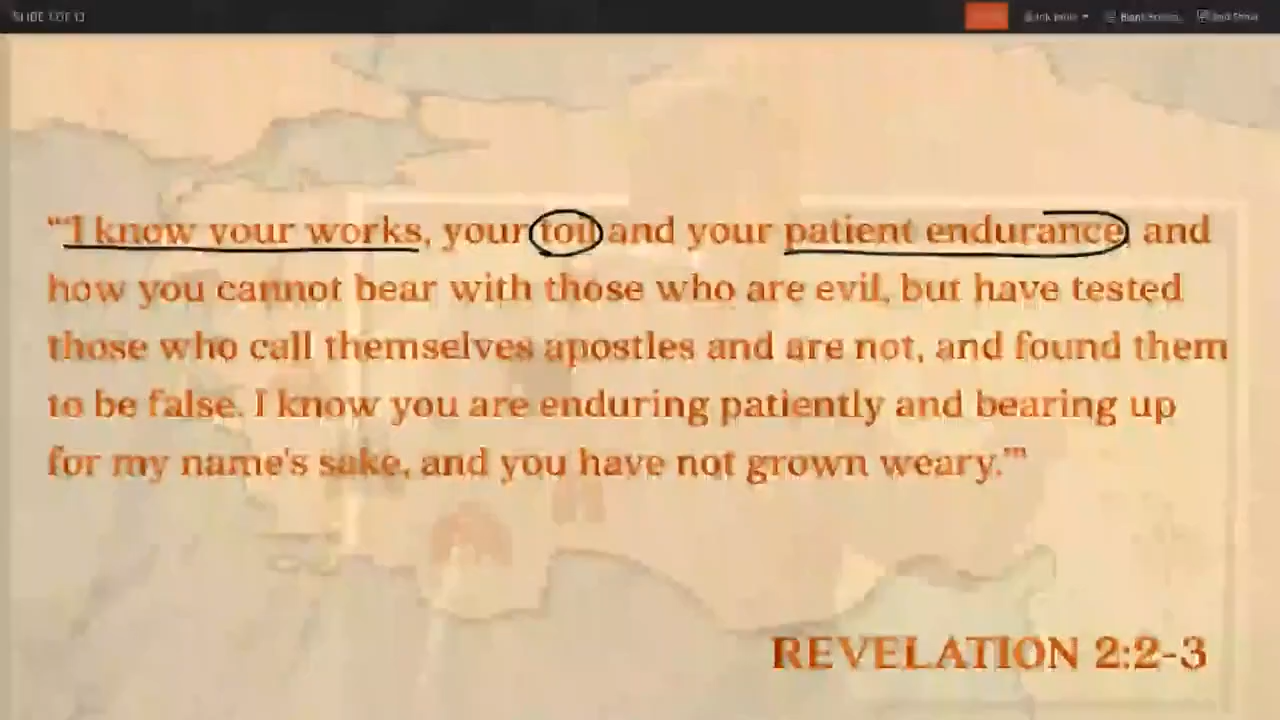 “‘I know your works, your toil and your patient endurance, and
how you cannot bear with those who are evil, but have tested
those who call themselves apostles and are not, and found them
to be false. I know you are enduring patiently and bearing up
for my name's sake, and you have not grown weary.’”
REVELATION 2:2-3